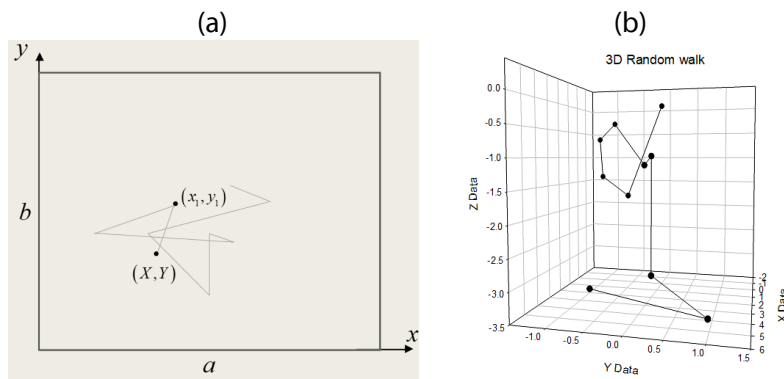 (a)
y
b
(x₁, y₁)
(X, Y)
x
a
(b)
3D Random walk
0.0
-0.5
-1.0
-1.5
-2.0
-2.5
-3.0
-3.5
Z Data
-1.0
-0.5
0.0
0.5
1.0
1.5
Y Data
-2
-1
0
1
2
3
4
5
6
X Data